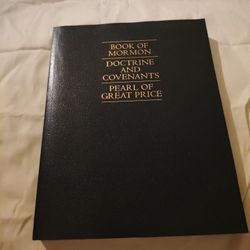 BOOK OF
MORMON
DOCTRINE
AND
COVENANTS
PEARL OF
GREAT PRICE